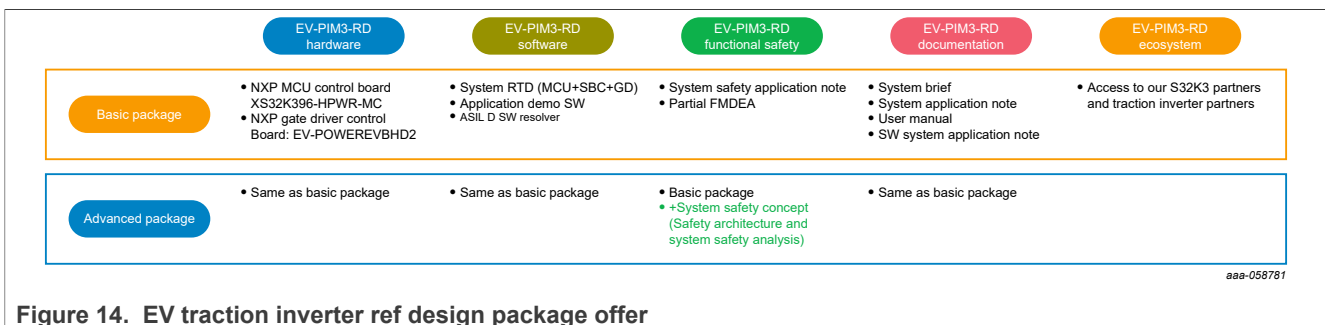 EV-PIM3-RD
hardware
EV-PIM3-RD
software
EV-PIM3-RD
functional safety
EV-PIM3-RD
documentation
EV-PIM3-RD
ecosystem
Basic package
• NXP MCU control board
XS32K396-HPWR-MC
• NXP gate driver control
Board: EV-POWEREVBHD2
• System RTD (MCU+SBC+GD)
• Application demo SW
• ASIL D SW resolver
• System safety application note
• Partial FMDEA
• System brief
• System application note
• User manual
• SW system application note
• Access to our S32K3 partners
and traction inverter partners
Advanced package
• Same as basic package
• Same as basic package
• Basic package
• +System safety concept
(Safety architecture and
system safety analysis)
• Same as basic package
aaa-058781
Figure 14. EV traction inverter ref design package offer